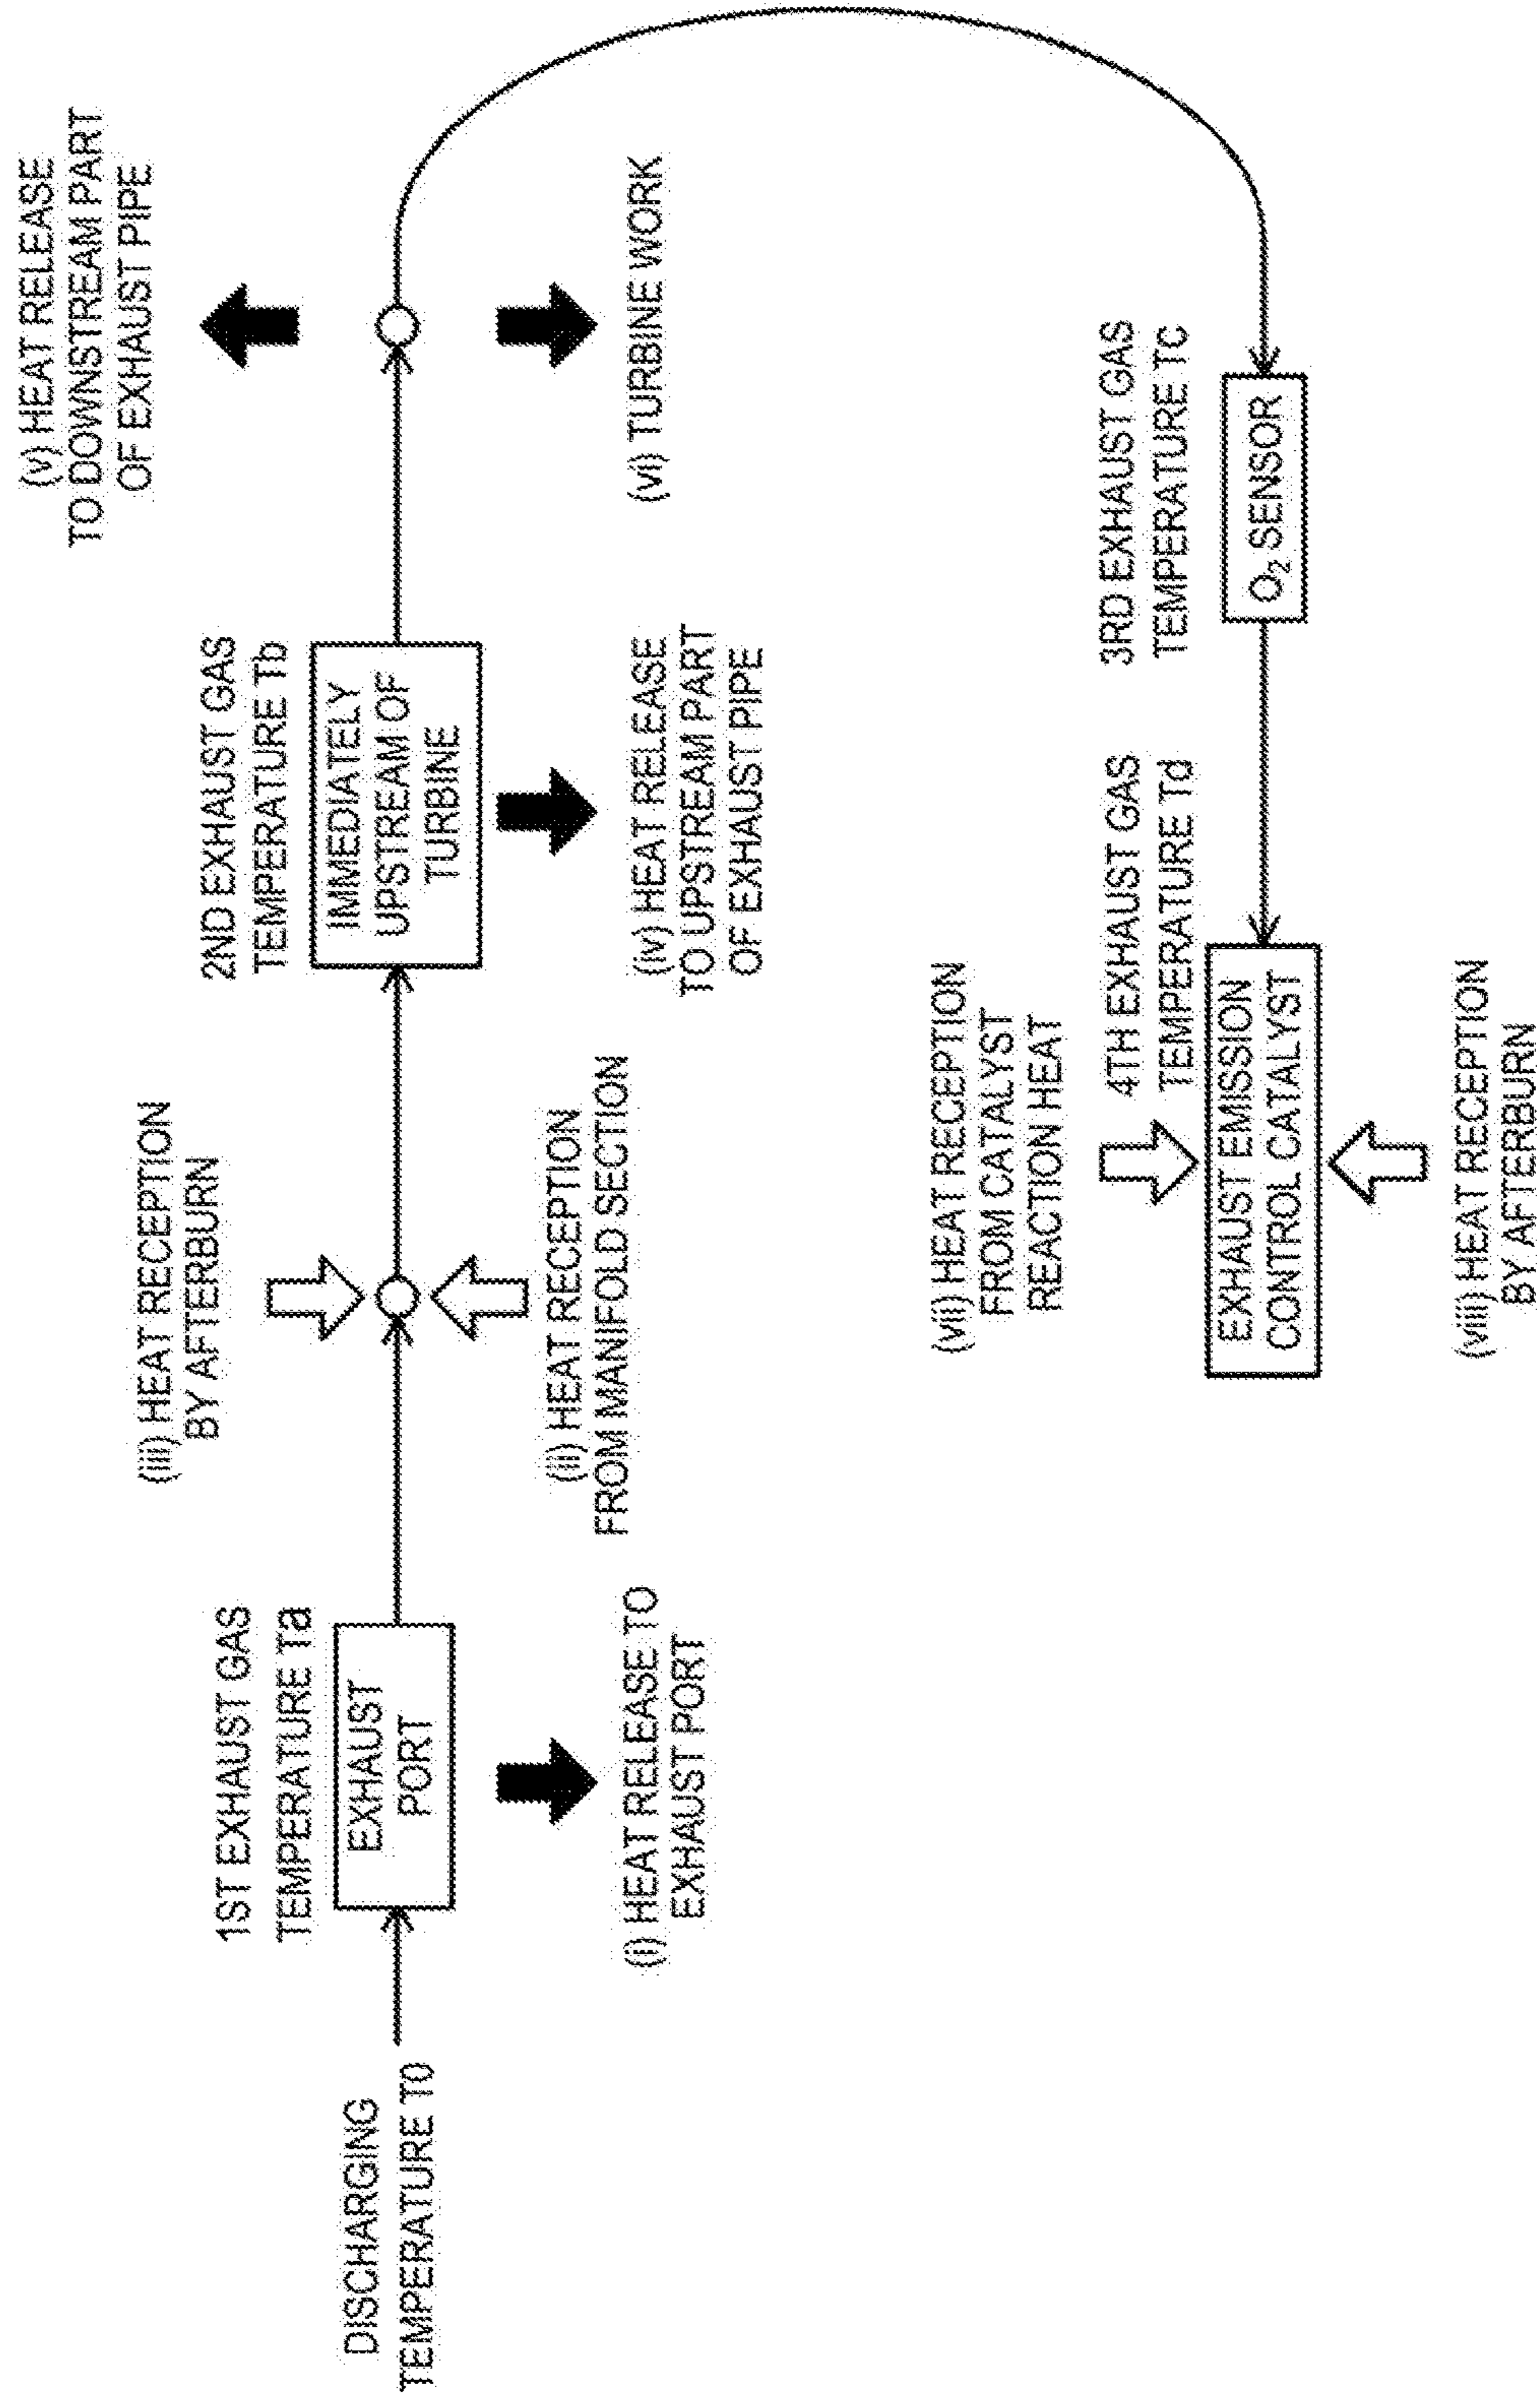 DISCHARGING
TEMPERATURE T0
1ST EXHAUST GAS
TEMPERATURE Ta
EXHAUST
PORT
(i) HEAT RELEASE TO
EXHAUST PORT
(iii) HEAT RECEPTION
BY AFTERBURN
(ii) HEAT RECEPTION
FROM MANIFOLD SECTION
2ND EXHAUST GAS
TEMPERATURE Tb
IMMEDIATELY
UPSTREAM OF
TURBINE
(iv) HEAT RELEASE
TO UPSTREAM PART
OF EXHAUST PIPE
(v) HEAT RELEASE
TO DOWNSTREAM PART
OF EXHAUST PIPE
(vi) TURBINE WORK
3RD EXHAUST GAS
TEMPERATURE Tc
O₂ SENSOR
4TH EXHAUST GAS
TEMPERATURE Td
(vii) HEAT RECEPTION
FROM CATALYST
REACTION HEAT
EXHAUST EMISSION
CONTROL CATALYST
(viii) HEAT RECEPTION
BY AFTERBURN